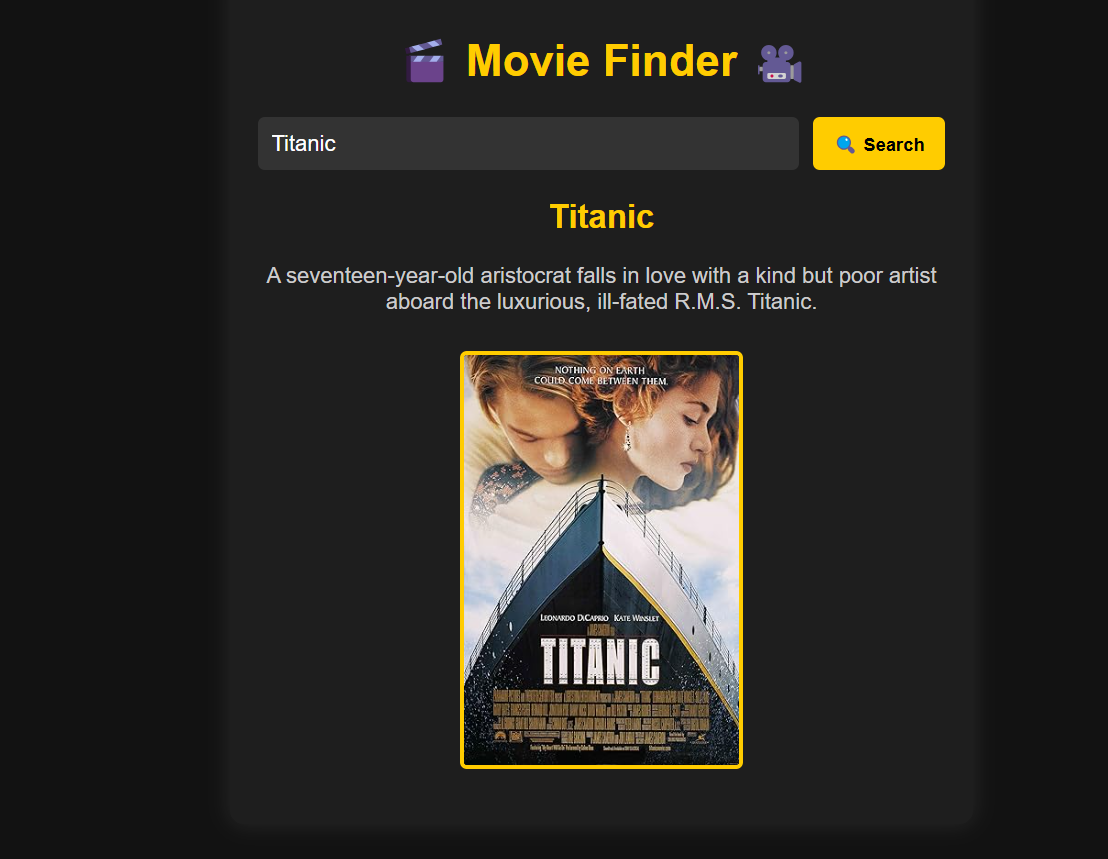 Movie Finder
Titanic
Search
Titanic
A seventeen-year-old aristocrat falls in love with a kind but poor artist
aboard the luxurious, ill-fated R.M.S. Titanic.
NOTHING ON EARTH
COULD COME BETWEEN THEM.
LEONARDO DICAPRIO KATE WINSLET
TITANIC